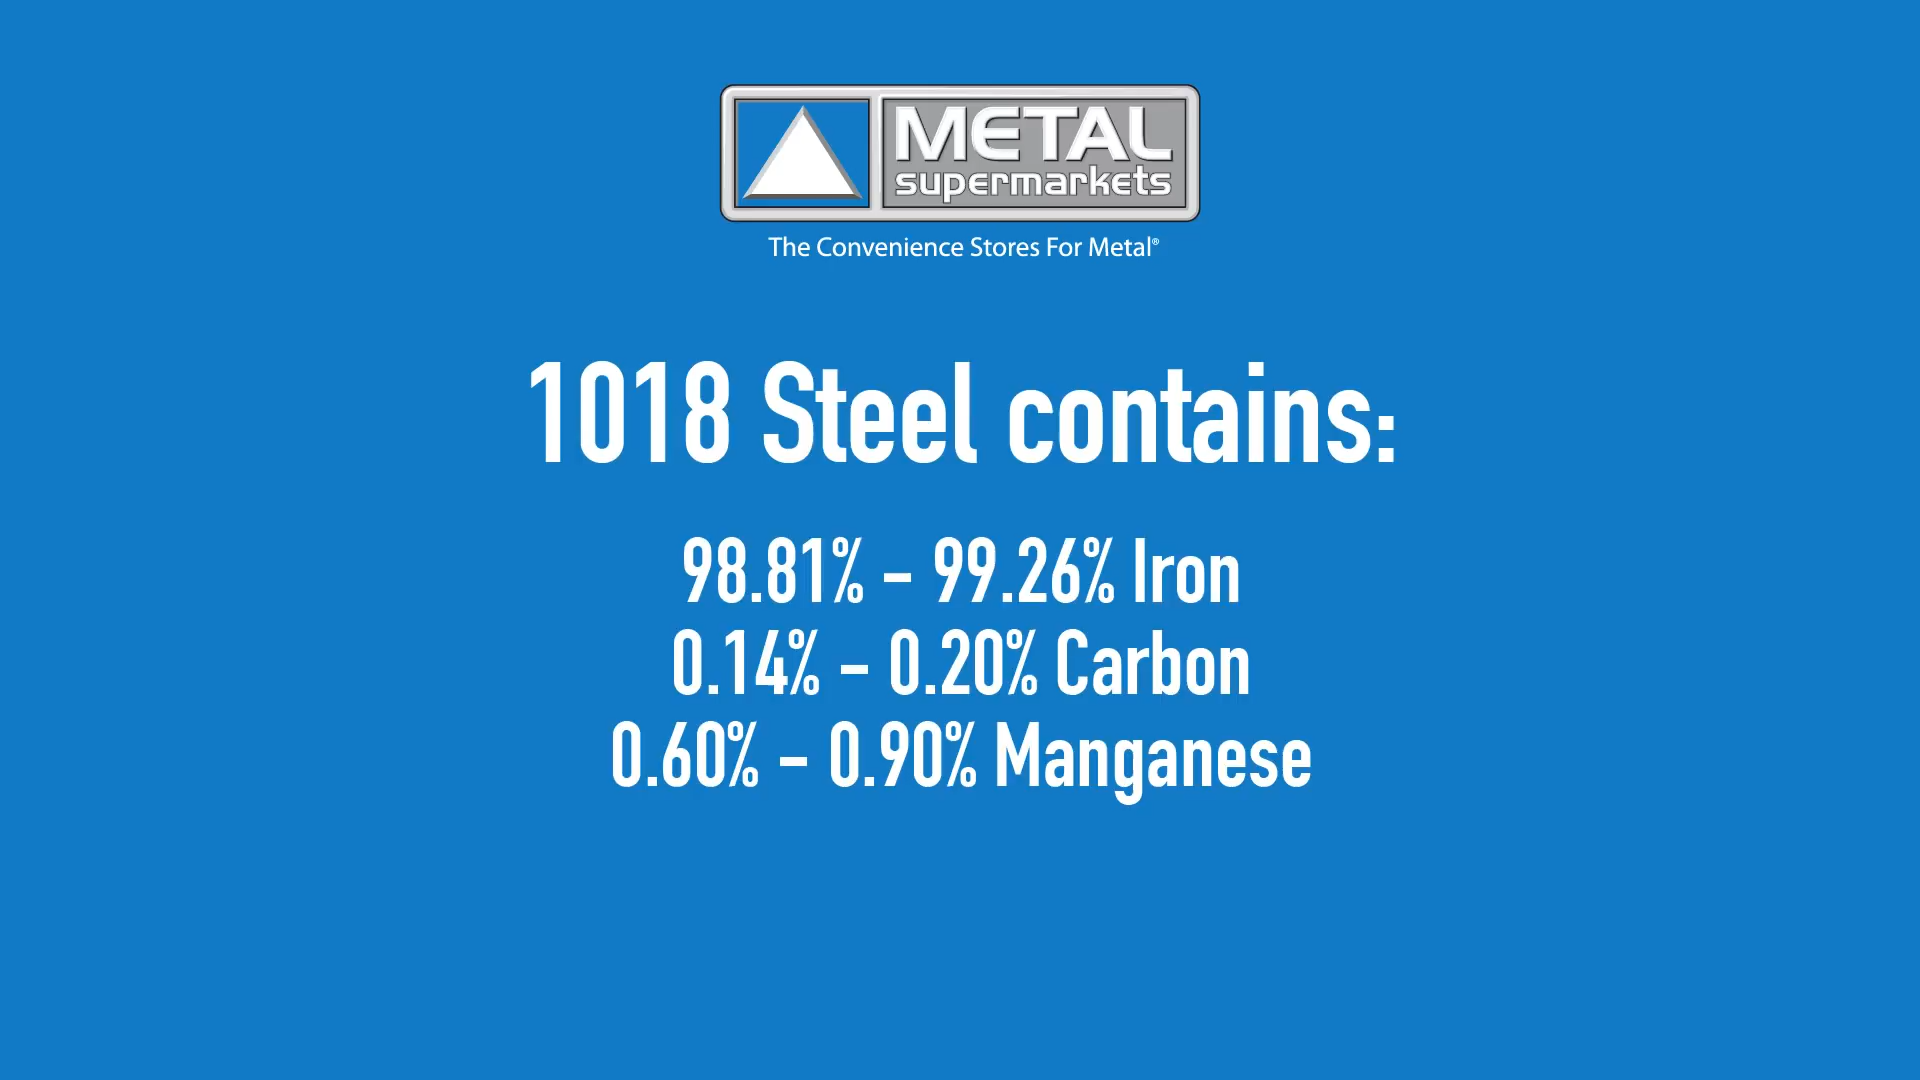 METAL
supermarkets
The Convenience Stores For Metal®
1018 Steel contains:
98.81% – 99.26% Iron
0.14% – 0.20% Carbon
0.60% – 0.90% Manganese